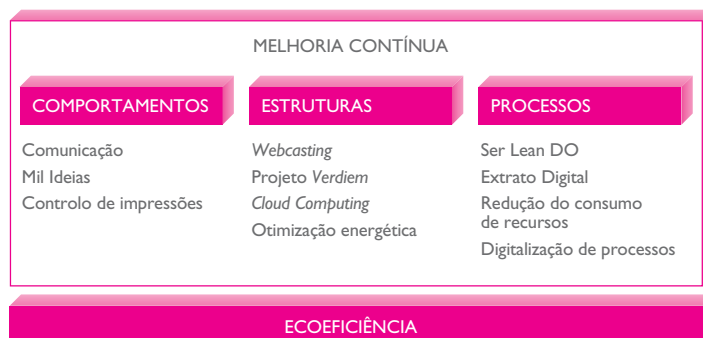 MELHORIA CONTÍNUA
COMPORTAMENTOS
Comunicação
Mil Ideias
Controlo de impressões
ESTRUTURAS
Webcasting
Projeto Verdiem
Cloud Computing
Otimização energética
PROCESSOS
Ser Lean DO
Extrato Digital
Redução do consumo
de recursos
Digitalização de processos
ECOEFICIÊNCIA